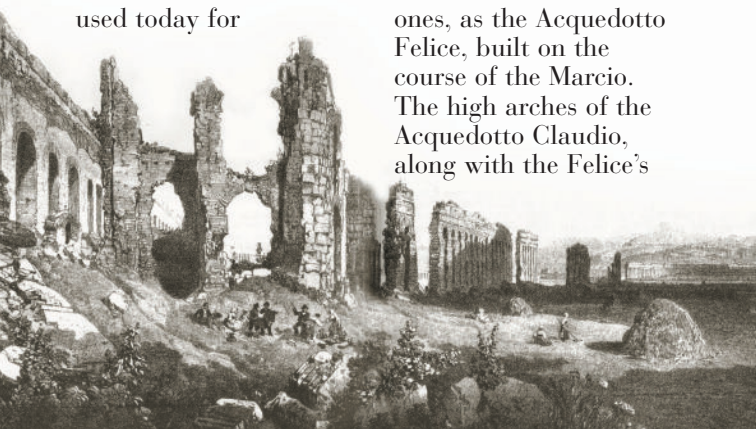 used today for
ones, as the Acquedotto
Felice, built on the
course of the Marcio.
The high arches of the
Acquedotto Claudio,
along with the Felice’s